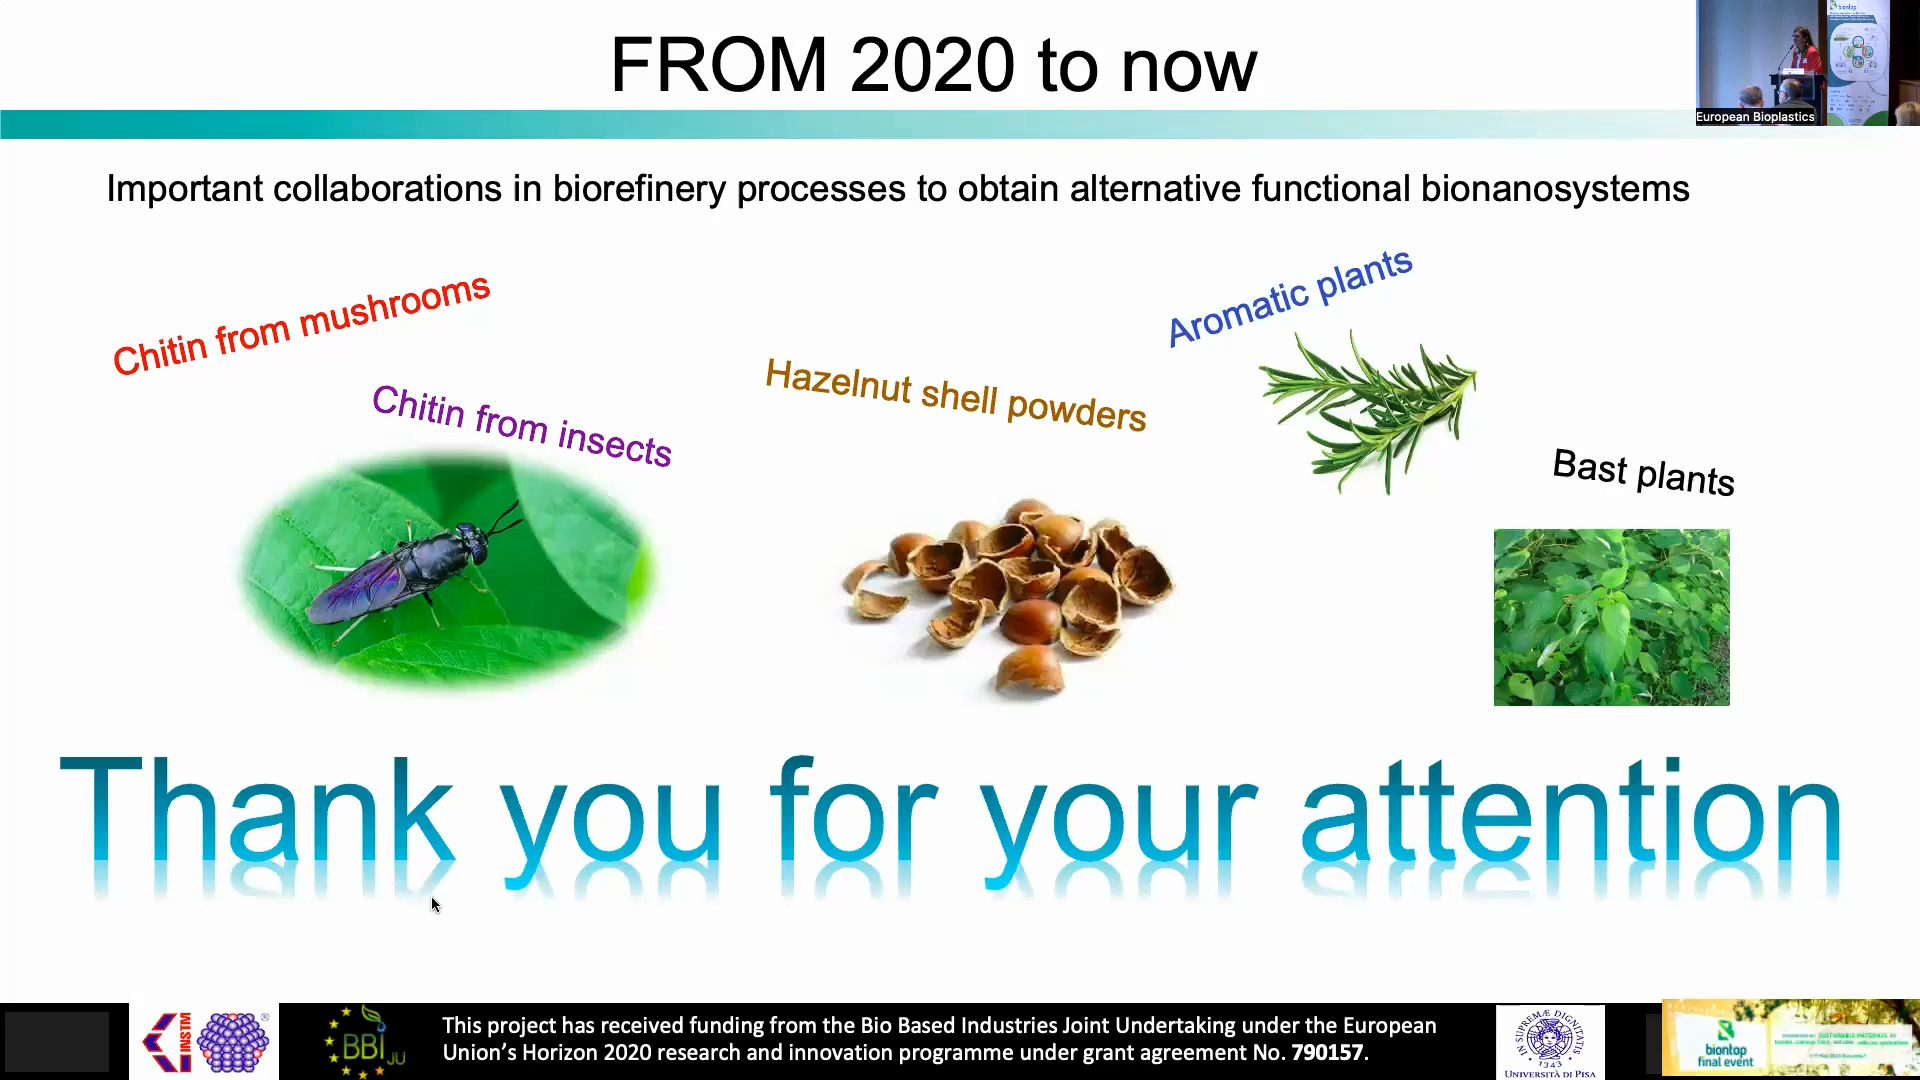 FROM 2020 to now
European Bioplastics
Important collaborations in biorefinery processes to obtain alternative functional bionanosystems
Chitin from mushrooms
Chitin from insects
Hazelnut shell powders
Aromatic plants
Bast plants
Thank you for your attention
INSTM
BBI JU
This project has received funding from the Bio Based Industries Joint Undertaking under the European
Union's Horizon 2020 research and innovation programme under grant agreement No. 790157.
IN SUPREMÆ DIGNITATIS
1343
UNIVERSITÀ DI PISA
biontop
final event